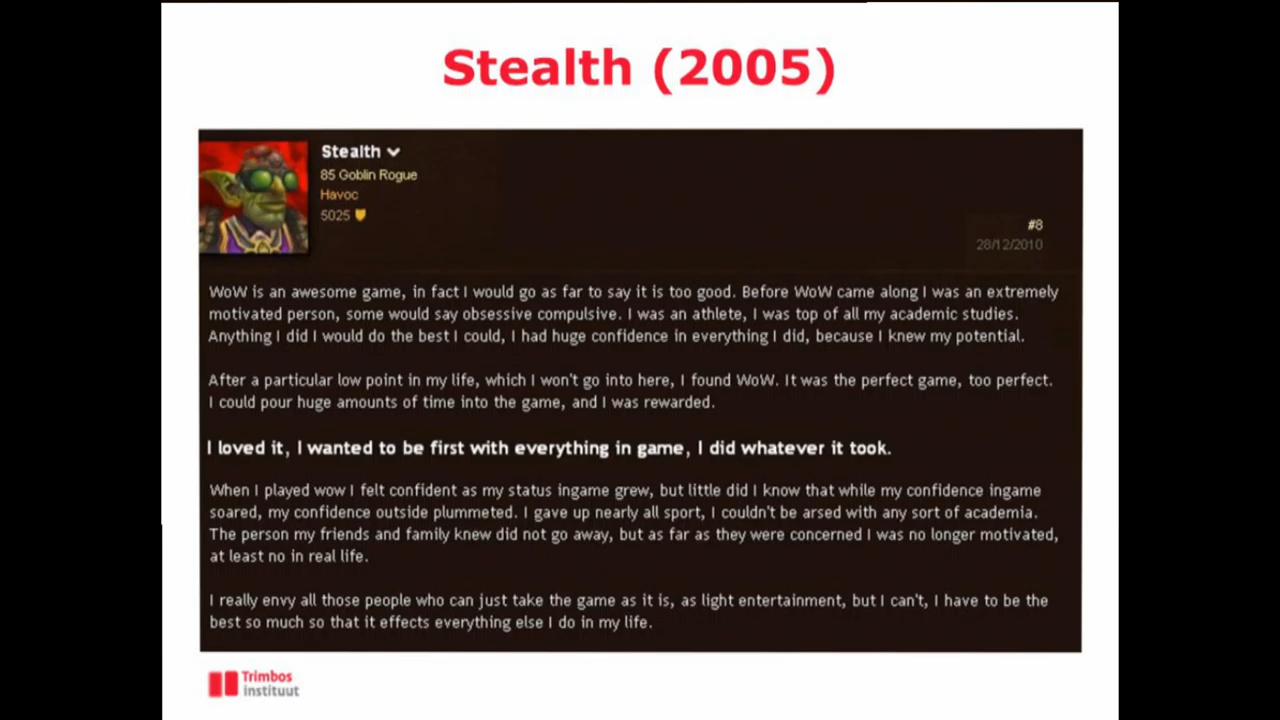 Stealth (2005)
Stealth
85 Goblin Rogue
Havoc
5025
#8
28/12/2010
WoW is an awesome game, in fact I would go as far to say it is too good. Before WoW came along I was an extremely
motivated person, some would say obsessive compulsive. I was an athlete, I was top of all my academic studies.
Anything I did I would do the best I could, I had huge confidence in everything I did, because I knew my potential.
After a particular low point in my life, which I won't go into here, I found WoW. It was the perfect game, too perfect.
I could pour huge amounts of time into the game, and I was rewarded.
I loved it, I wanted to be first with everything in game, I did whatever it took.
When I played wow I felt confident as my status ingame grew, but little did I know that while my confidence ingame
soared, my confidence outside plummeted. I gave up nearly all sport, I couldn't be arsed with any sort of academia.
The person my friends and family knew did not go away, but as far as they were concerned I was no longer motivated,
at least no in real life.
I really envy all those people who can just take the game as it is, as light entertainment, but I can't, I have to be the
best so much so that it effects everything else I do in my life.
Trimbos
instituut